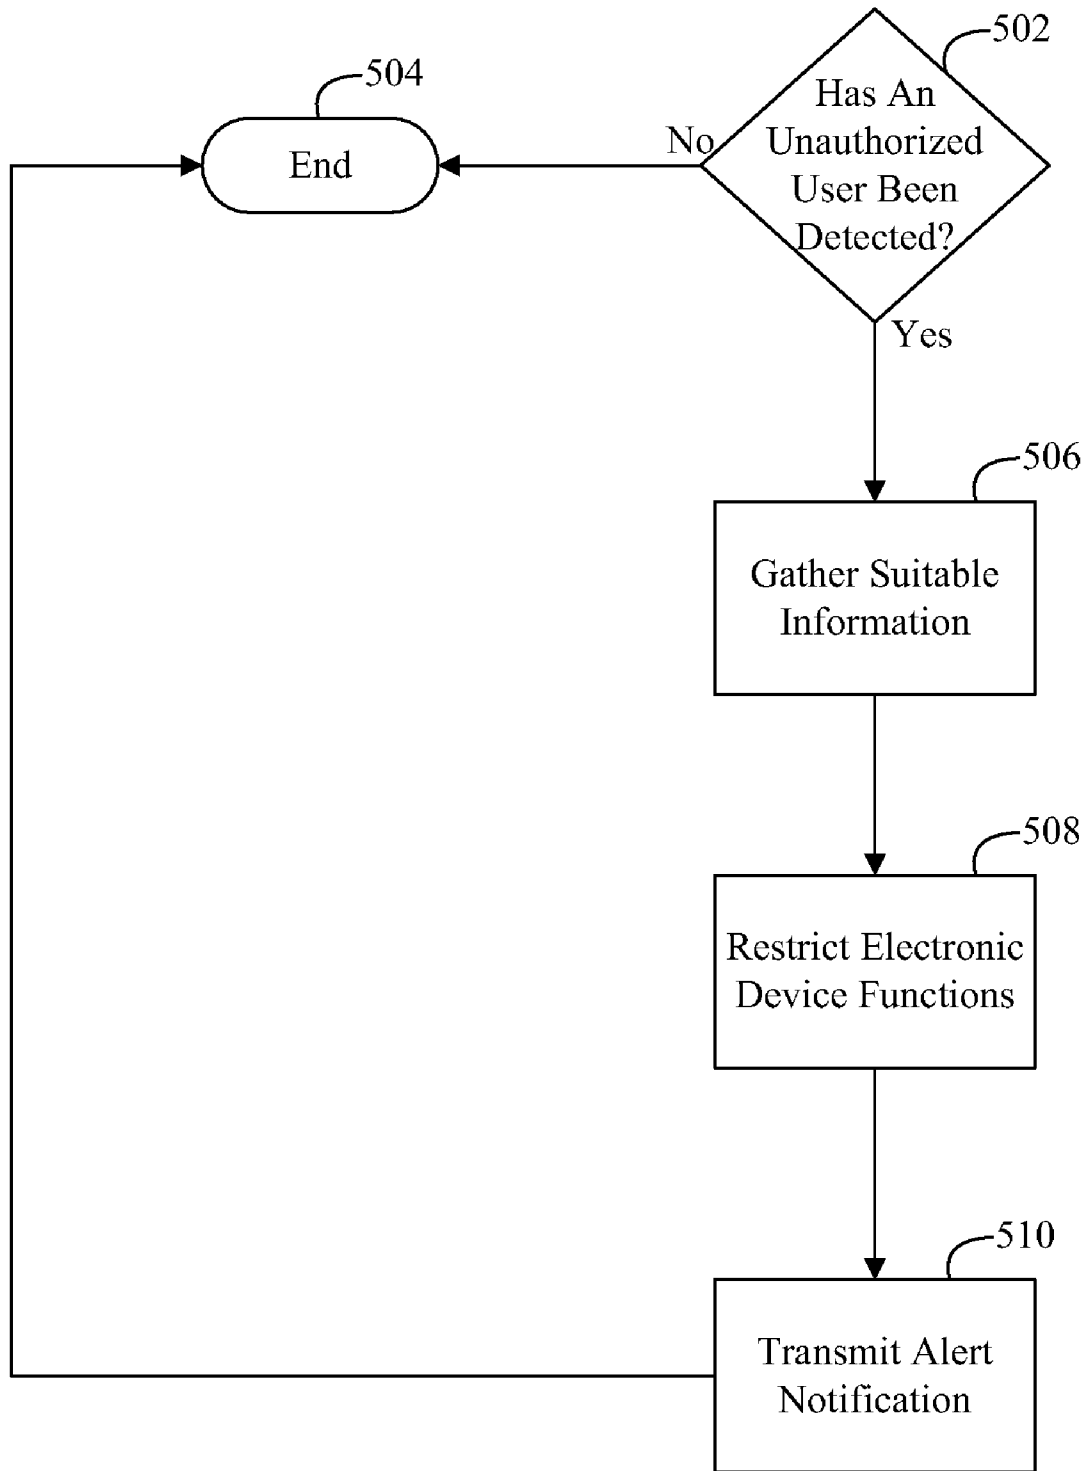 502
504
Has An
Unauthorized
User Been
Detected?
No
End
Yes
506
Gather Suitable
Information
508
Restrict Electronic
Device Functions
510
Transmit Alert
Notification